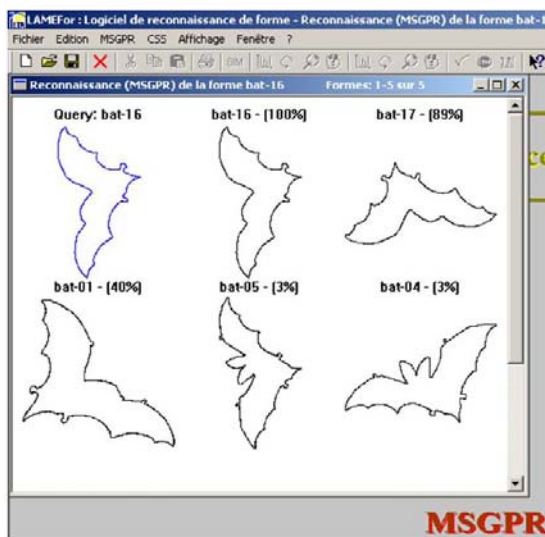 LAMEFor : Logiciel de reconnaissance de forme - Reconnaissance (MSGPR) de la forme bat-1
Fichier Edition MSGPR CSS Affichage Fenêtre ?
Reconnaissance (MSGPR) de la forme bat-16 Formes: 1-5 sur 5
Query: bat-16 bat-16 - (100%) bat-17 - (89%)
bat-01 - (40%) bat-05 - (3%) bat-04 - (3%)
MSGPR